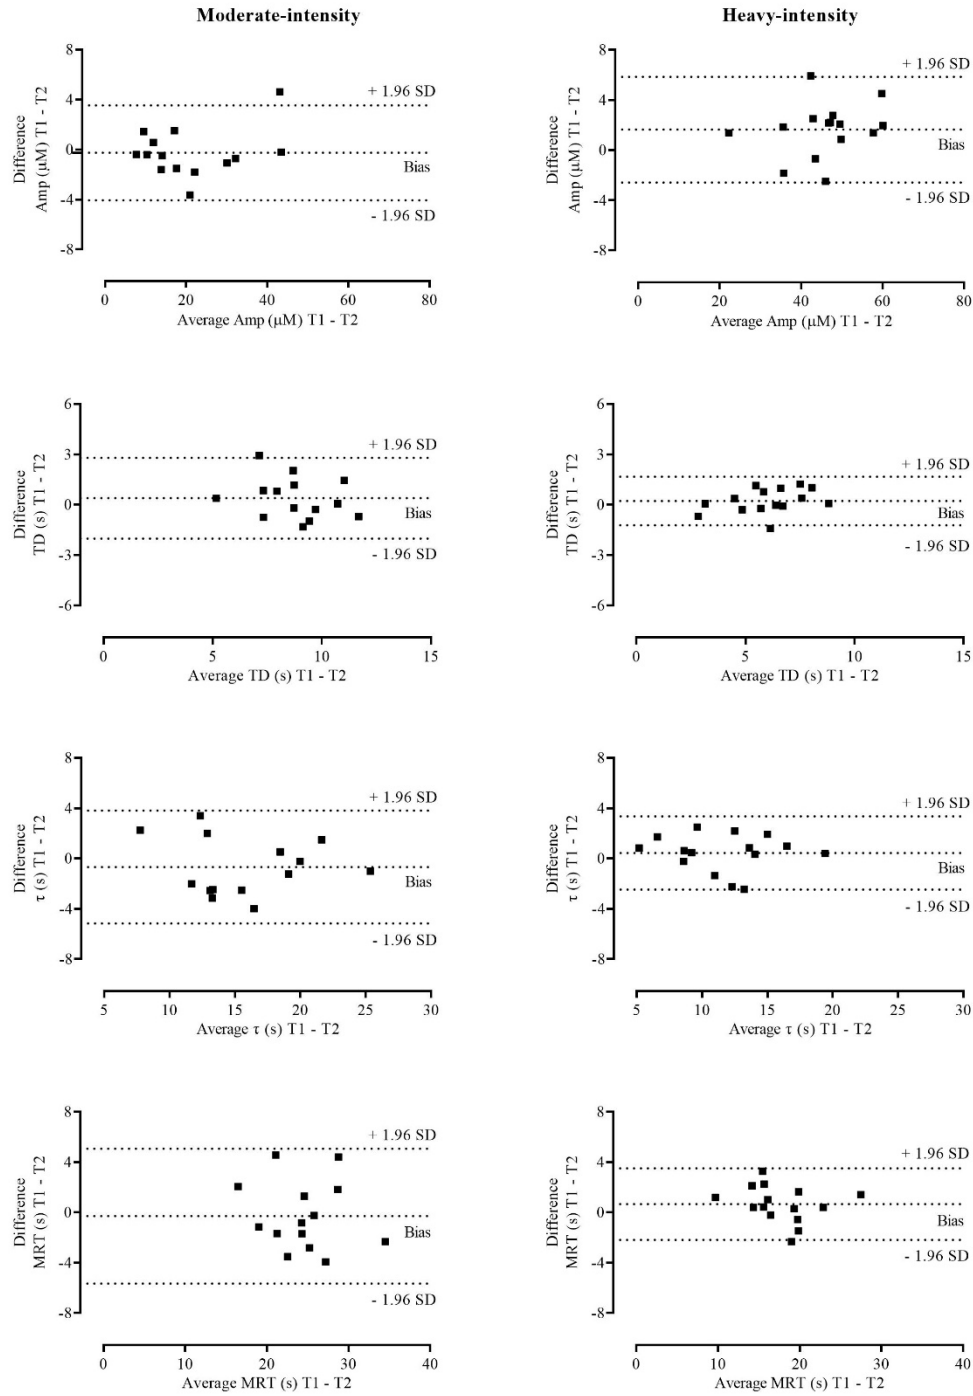 Moderate-intensity
Heavy-intensity
8
4
0
-4
-8
Difference
Amp (μM) T1 - T2
+ 1.96 SD
Bias
- 1.96 SD
0 20 40 60 80
Average Amp (μM) T1 - T2
8
4
0
-4
-8
Difference
Amp (μM) T1 - T2
+ 1.96 SD
Bias
- 1.96 SD
0 20 40 60 80
Average Amp (μM) T1 - T2
6
3
0
-3
-6
Difference
TD (s) T1 - T2
+ 1.96 SD
Bias
- 1.96 SD
0 5 10 15
Average TD (s) T1 - T2
6
3
0
-3
-6
Difference
TD (s) T1 - T2
+ 1.96 SD
Bias
- 1.96 SD
0 5 10 15
Average TD (s) T1 - T2
8
4
0
-4
-8
Difference
τ (s) T1 - T2
+ 1.96 SD
Bias
- 1.96 SD
5 10 15 20 25 30
Average τ (s) T1 - T2
8
4
0
-4
-8
Difference
τ (s) T1 - T2
+ 1.96 SD
Bias
- 1.96 SD
5 10 15 20 25 30
Average τ (s) T1 - T2
8
4
0
-4
-8
Difference
MRT (s) T1 - T2
+ 1.96 SD
Bias
- 1.96 SD
0 10 20 30 40
Average MRT (s) T1 - T2
8
4
0
-4
-8
Difference
MRT (s) T1 - T2
+ 1.96 SD
Bias
- 1.96 SD
0 10 20 30 40
Average MRT (s) T1 - T2